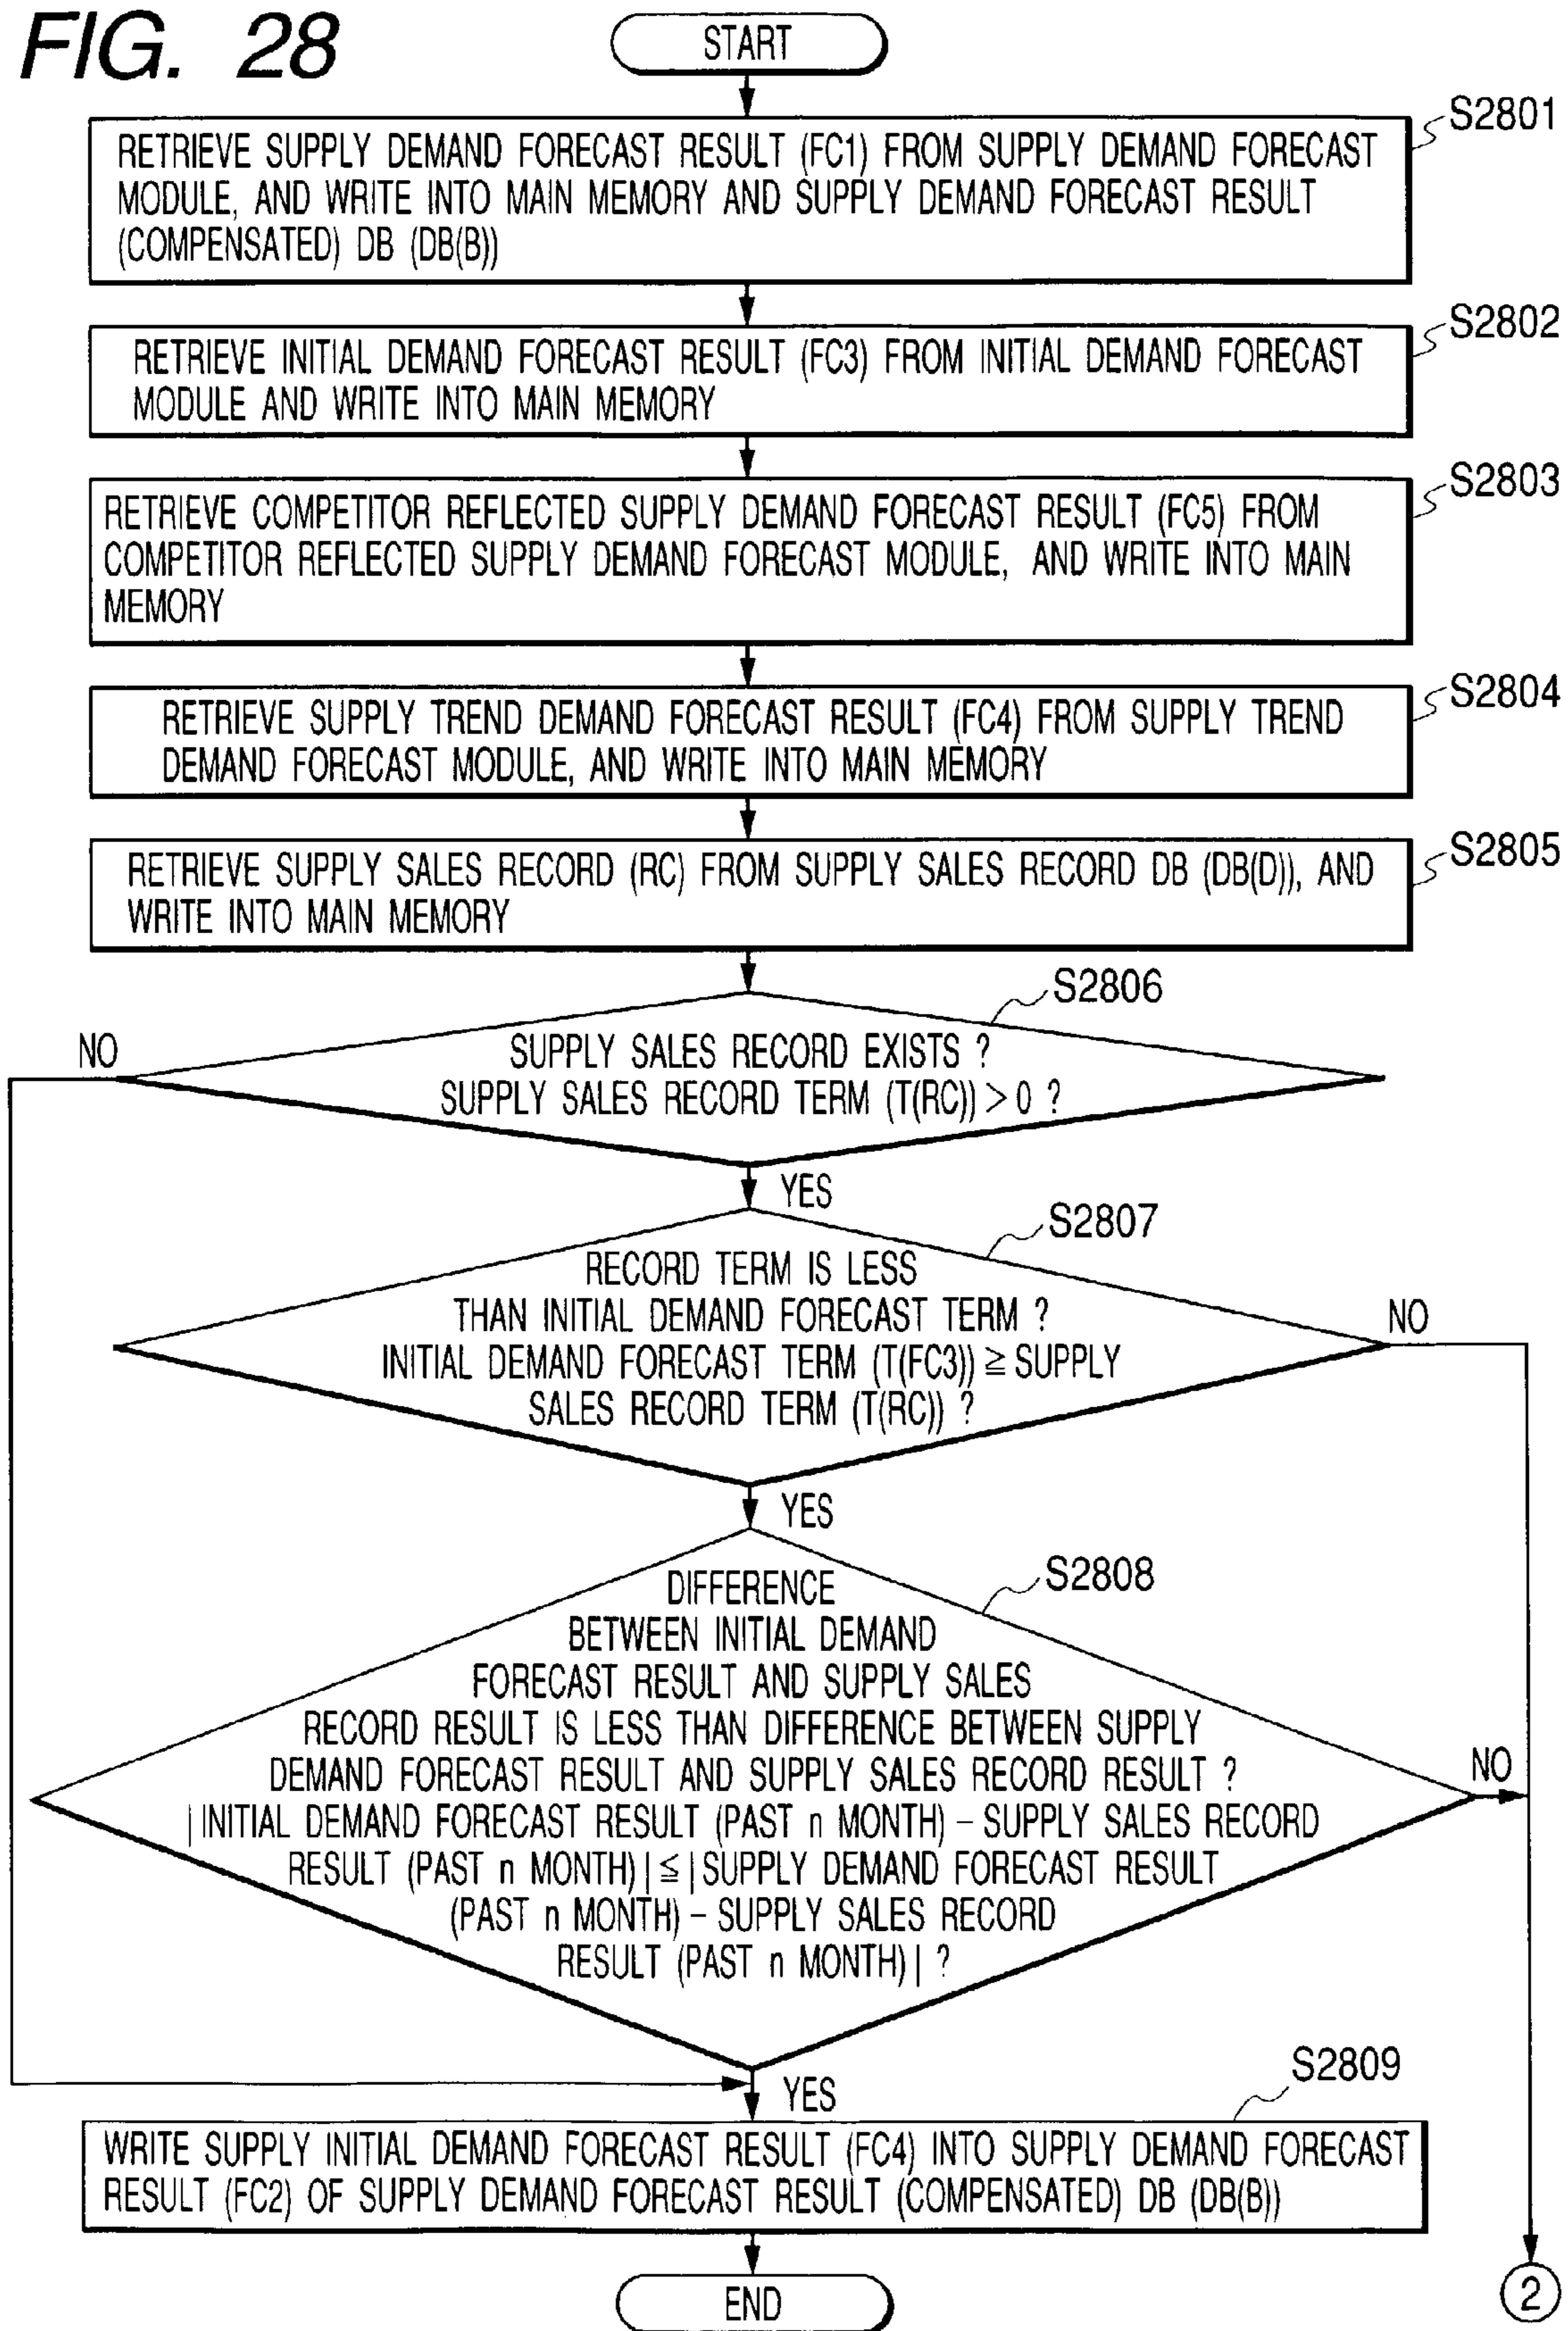 FIG. 28
START
S2801
RETRIEVE SUPPLY DEMAND FORECAST RESULT (FC1) FROM SUPPLY DEMAND FORECAST
MODULE, AND WRITE INTO MAIN MEMORY AND SUPPLY DEMAND FORECAST RESULT
(COMPENSATED) DB (DB(B))
S2802
RETRIEVE INITIAL DEMAND FORECAST RESULT (FC3) FROM INITIAL DEMAND FORECAST
MODULE AND WRITE INTO MAIN MEMORY
S2803
RETRIEVE COMPETITOR REFLECTED SUPPLY DEMAND FORECAST RESULT (FC5) FROM
COMPETITOR REFLECTED SUPPLY DEMAND FORECAST MODULE, AND WRITE INTO MAIN
MEMORY
S2804
RETRIEVE SUPPLY TREND DEMAND FORECAST RESULT (FC4) FROM SUPPLY TREND
DEMAND FORECAST MODULE, AND WRITE INTO MAIN MEMORY
S2805
RETRIEVE SUPPLY SALES RECORD (RC) FROM SUPPLY SALES RECORD DB (DB(D)), AND
WRITE INTO MAIN MEMORY
S2806
NO
SUPPLY SALES RECORD EXISTS ?
SUPPLY SALES RECORD TERM (T(RC)) > 0 ?
YES
S2807
RECORD TERM IS LESS
THAN INITIAL DEMAND FORECAST TERM ?
NO
INITIAL DEMAND FORECAST TERM (T(FC3)) ≧ SUPPLY
SALES RECORD TERM (T(RC)) ?
YES
S2808
DIFFERENCE
BETWEEN INITIAL DEMAND
FORECAST RESULT AND SUPPLY SALES
RECORD RESULT IS LESS THAN DIFFERENCE BETWEEN SUPPLY
DEMAND FORECAST RESULT AND SUPPLY SALES RECORD RESULT ?
NO
| INITIAL DEMAND FORECAST RESULT (PAST n MONTH) – SUPPLY SALES RECORD
RESULT (PAST n MONTH) | ≦ | SUPPLY DEMAND FORECAST RESULT
(PAST n MONTH) – SUPPLY SALES RECORD
RESULT (PAST n MONTH) | ?
YES
S2809
WRITE SUPPLY INITIAL DEMAND FORECAST RESULT (FC4) INTO SUPPLY DEMAND FORECAST
RESULT (FC2) OF SUPPLY DEMAND FORECAST RESULT (COMPENSATED) DB (DB(B))
END
2